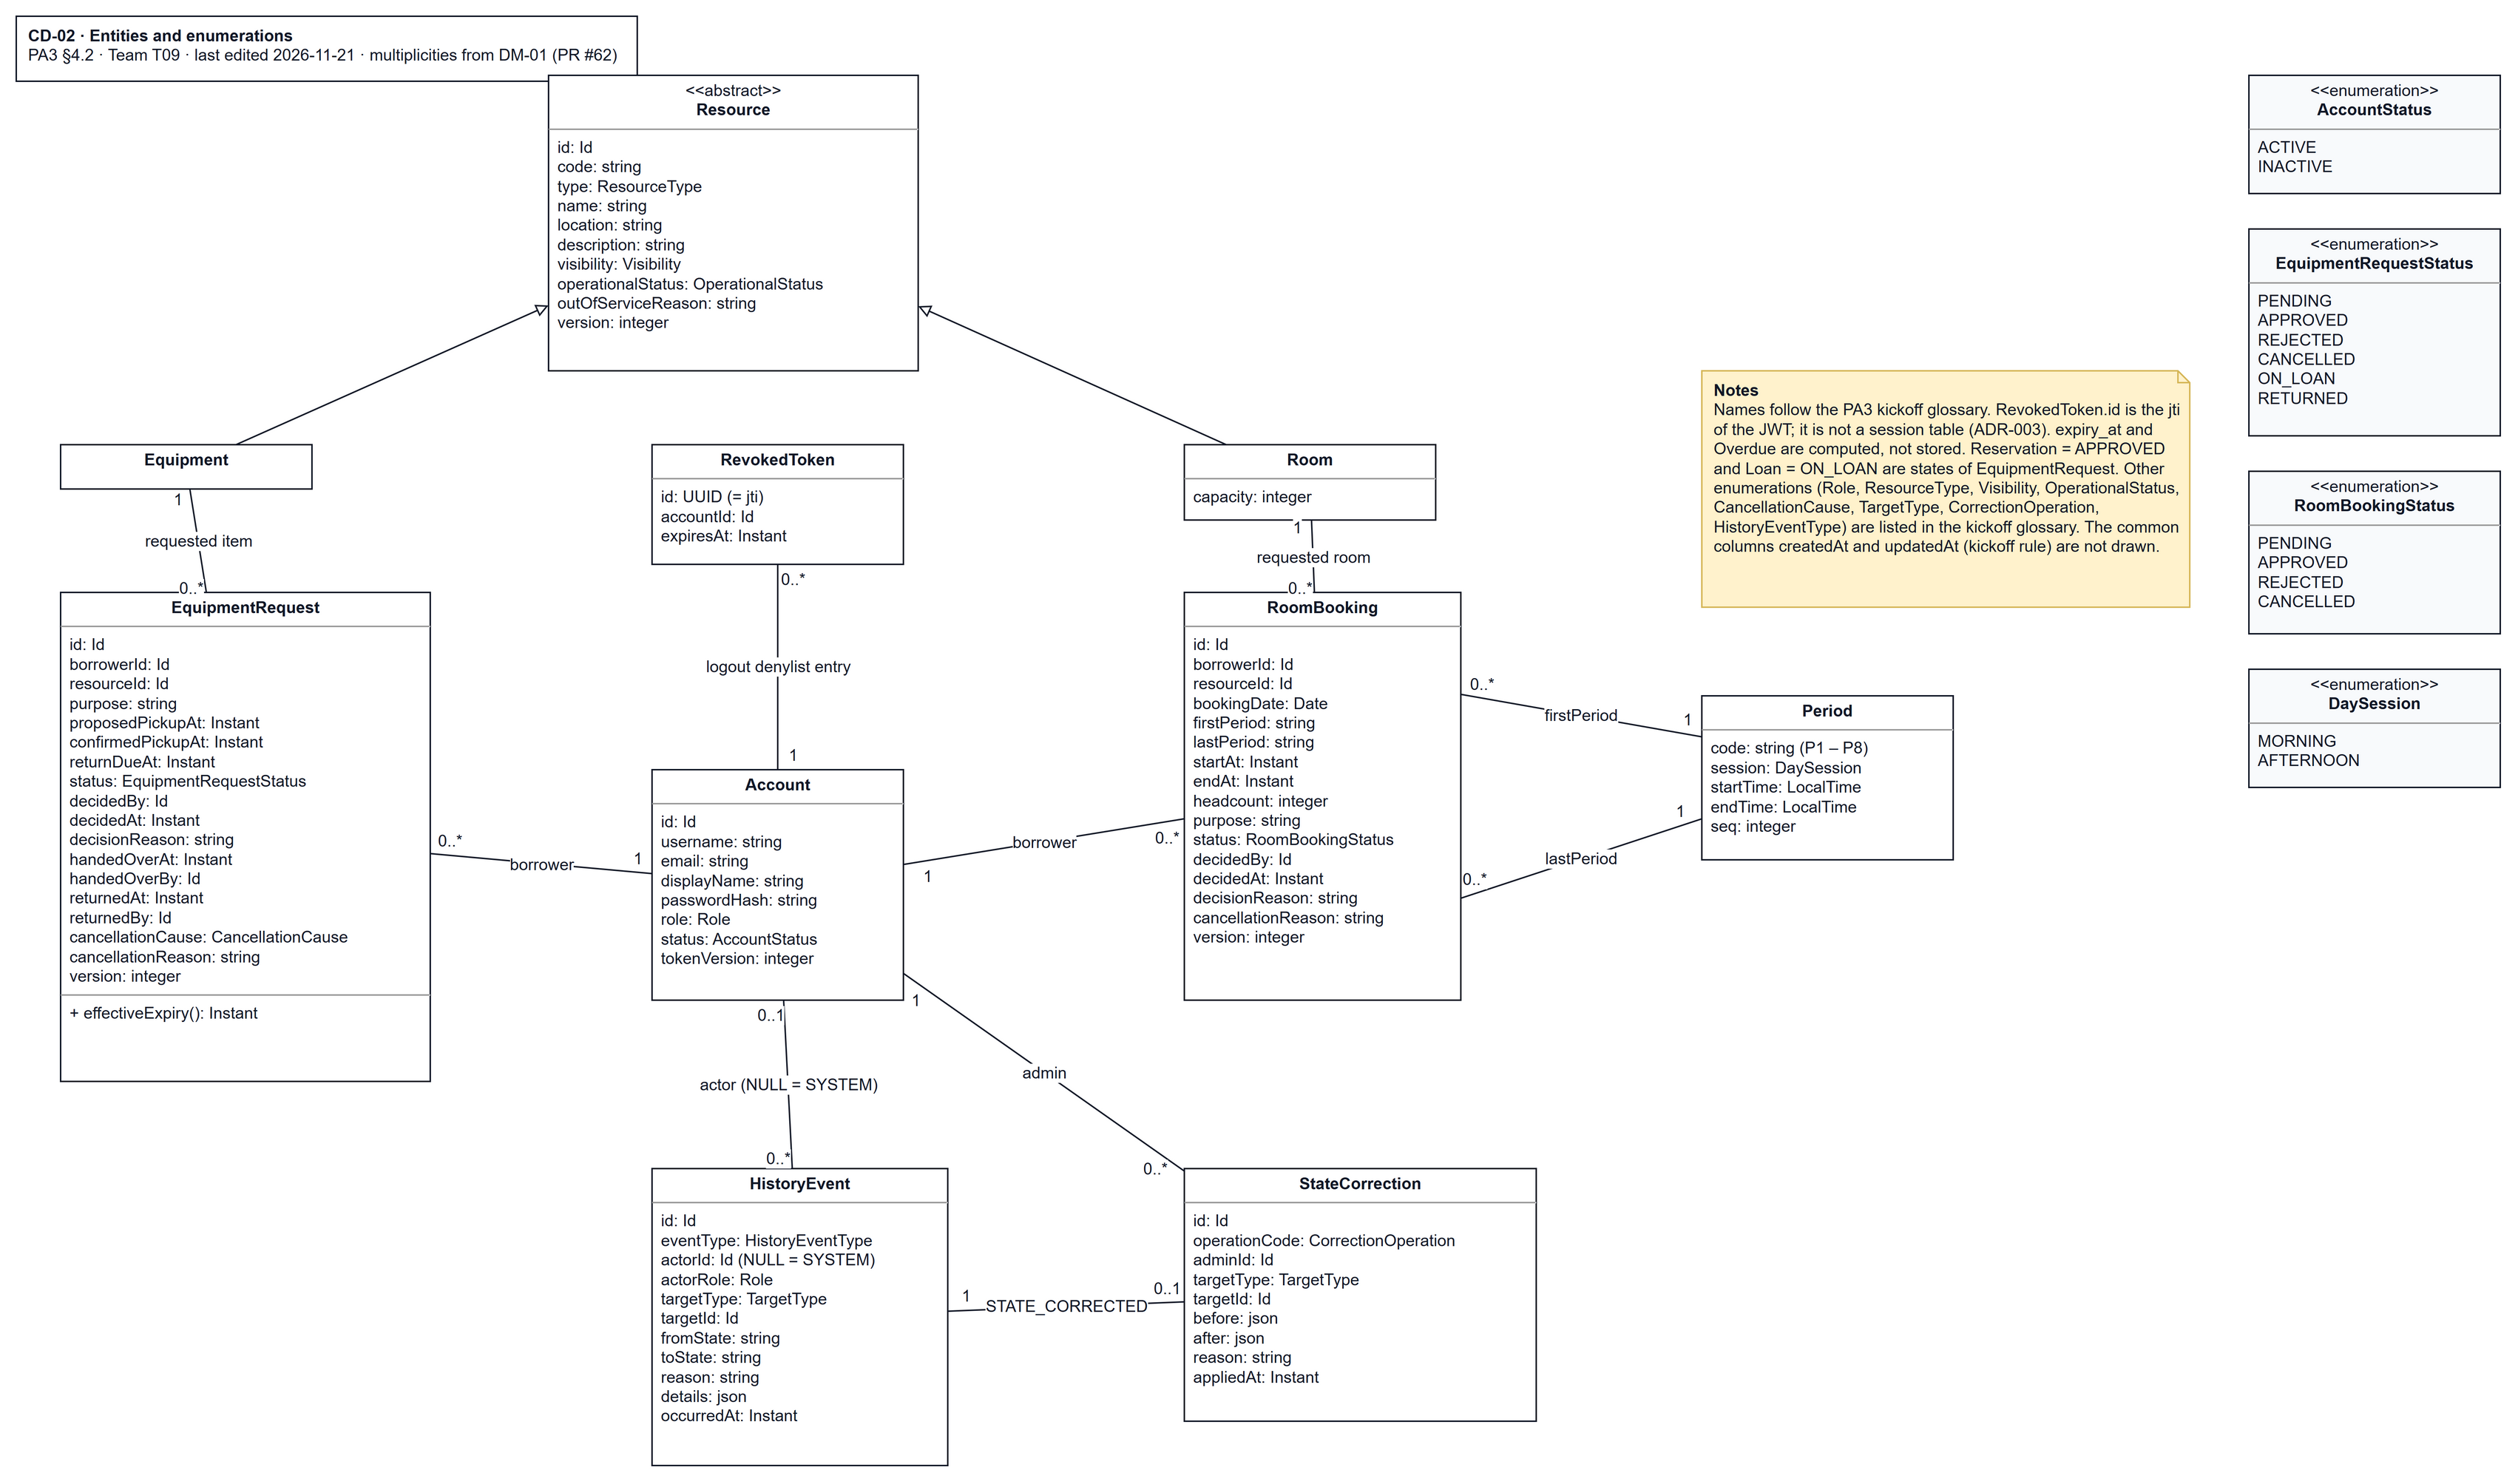 CD-02 · Entities and enumerations
PA3 §4.2 · Team T09 · last edited 2026-11-21 · multiplicities from DM-01 (PR #62)
<<abstract>>
Resource
id: Id
code: string
type: ResourceType
name: string
location: string
description: string
visibility: Visibility
operationalStatus: OperationalStatus
outOfServiceReason: string
version: integer
<<enumeration>>
AccountStatus
ACTIVE
INACTIVE
<<enumeration>>
EquipmentRequestStatus
PENDING
APPROVED
REJECTED
CANCELLED
ON_LOAN
RETURNED
Notes
Names follow the PA3 kickoff glossary. RevokedToken.id is the jti
of the JWT; it is not a session table (ADR-003). expiry_at and
Overdue are computed, not stored. Reservation = APPROVED
and Loan = ON_LOAN are states of EquipmentRequest. Other
enumerations (Role, ResourceType, Visibility, OperationalStatus,
CancellationCause, TargetType, CorrectionOperation,
HistoryEventType) are listed in the kickoff glossary. The common
columns createdAt and updatedAt (kickoff rule) are not drawn.
Equipment
1
requested item
0..*
RevokedToken
id: UUID (= jti)
accountId: Id
expiresAt: Instant
0..*
logout denylist entry
1
Room
capacity: integer
1
requested room
0..*
<<enumeration>>
RoomBookingStatus
PENDING
APPROVED
REJECTED
CANCELLED
EquipmentRequest
id: Id
borrowerId: Id
resourceId: Id
purpose: string
proposedPickupAt: Instant
confirmedPickupAt: Instant
returnDueAt: Instant
status: EquipmentRequestStatus
decidedBy: Id
decidedAt: Instant
decisionReason: string
handedOverAt: Instant
handedOverBy: Id
returnedAt: Instant
returnedBy: Id
cancellationCause: CancellationCause
cancellationReason: string
version: integer
+ effectiveExpiry(): Instant
0..*
borrower
1
Account
id: Id
username: string
email: string
displayName: string
passwordHash: string
role: Role
status: AccountStatus
tokenVersion: integer
1
borrower
0..*
RoomBooking
id: Id
borrowerId: Id
resourceId: Id
bookingDate: Date
firstPeriod: string
lastPeriod: string
startAt: Instant
endAt: Instant
headcount: integer
purpose: string
status: RoomBookingStatus
decidedBy: Id
decidedAt: Instant
decisionReason: string
cancellationReason: string
version: integer
0..*
firstPeriod
1
0..*
lastPeriod
1
Period
code: string (P1 – P8)
session: DaySession
startTime: LocalTime
endTime: LocalTime
seq: integer
<<enumeration>>
DaySession
MORNING
AFTERNOON
0..1
actor (NULL = SYSTEM)
0..*
1
admin
0..*
HistoryEvent
id: Id
eventType: HistoryEventType
actorId: Id (NULL = SYSTEM)
actorRole: Role
targetType: TargetType
targetId: Id
fromState: string
toState: string
reason: string
details: json
occurredAt: Instant
1
STATE_CORRECTED
0..1
StateCorrection
id: Id
operationCode: CorrectionOperation
adminId: Id
targetType: TargetType
targetId: Id
before: json
after: json
reason: string
appliedAt: Instant